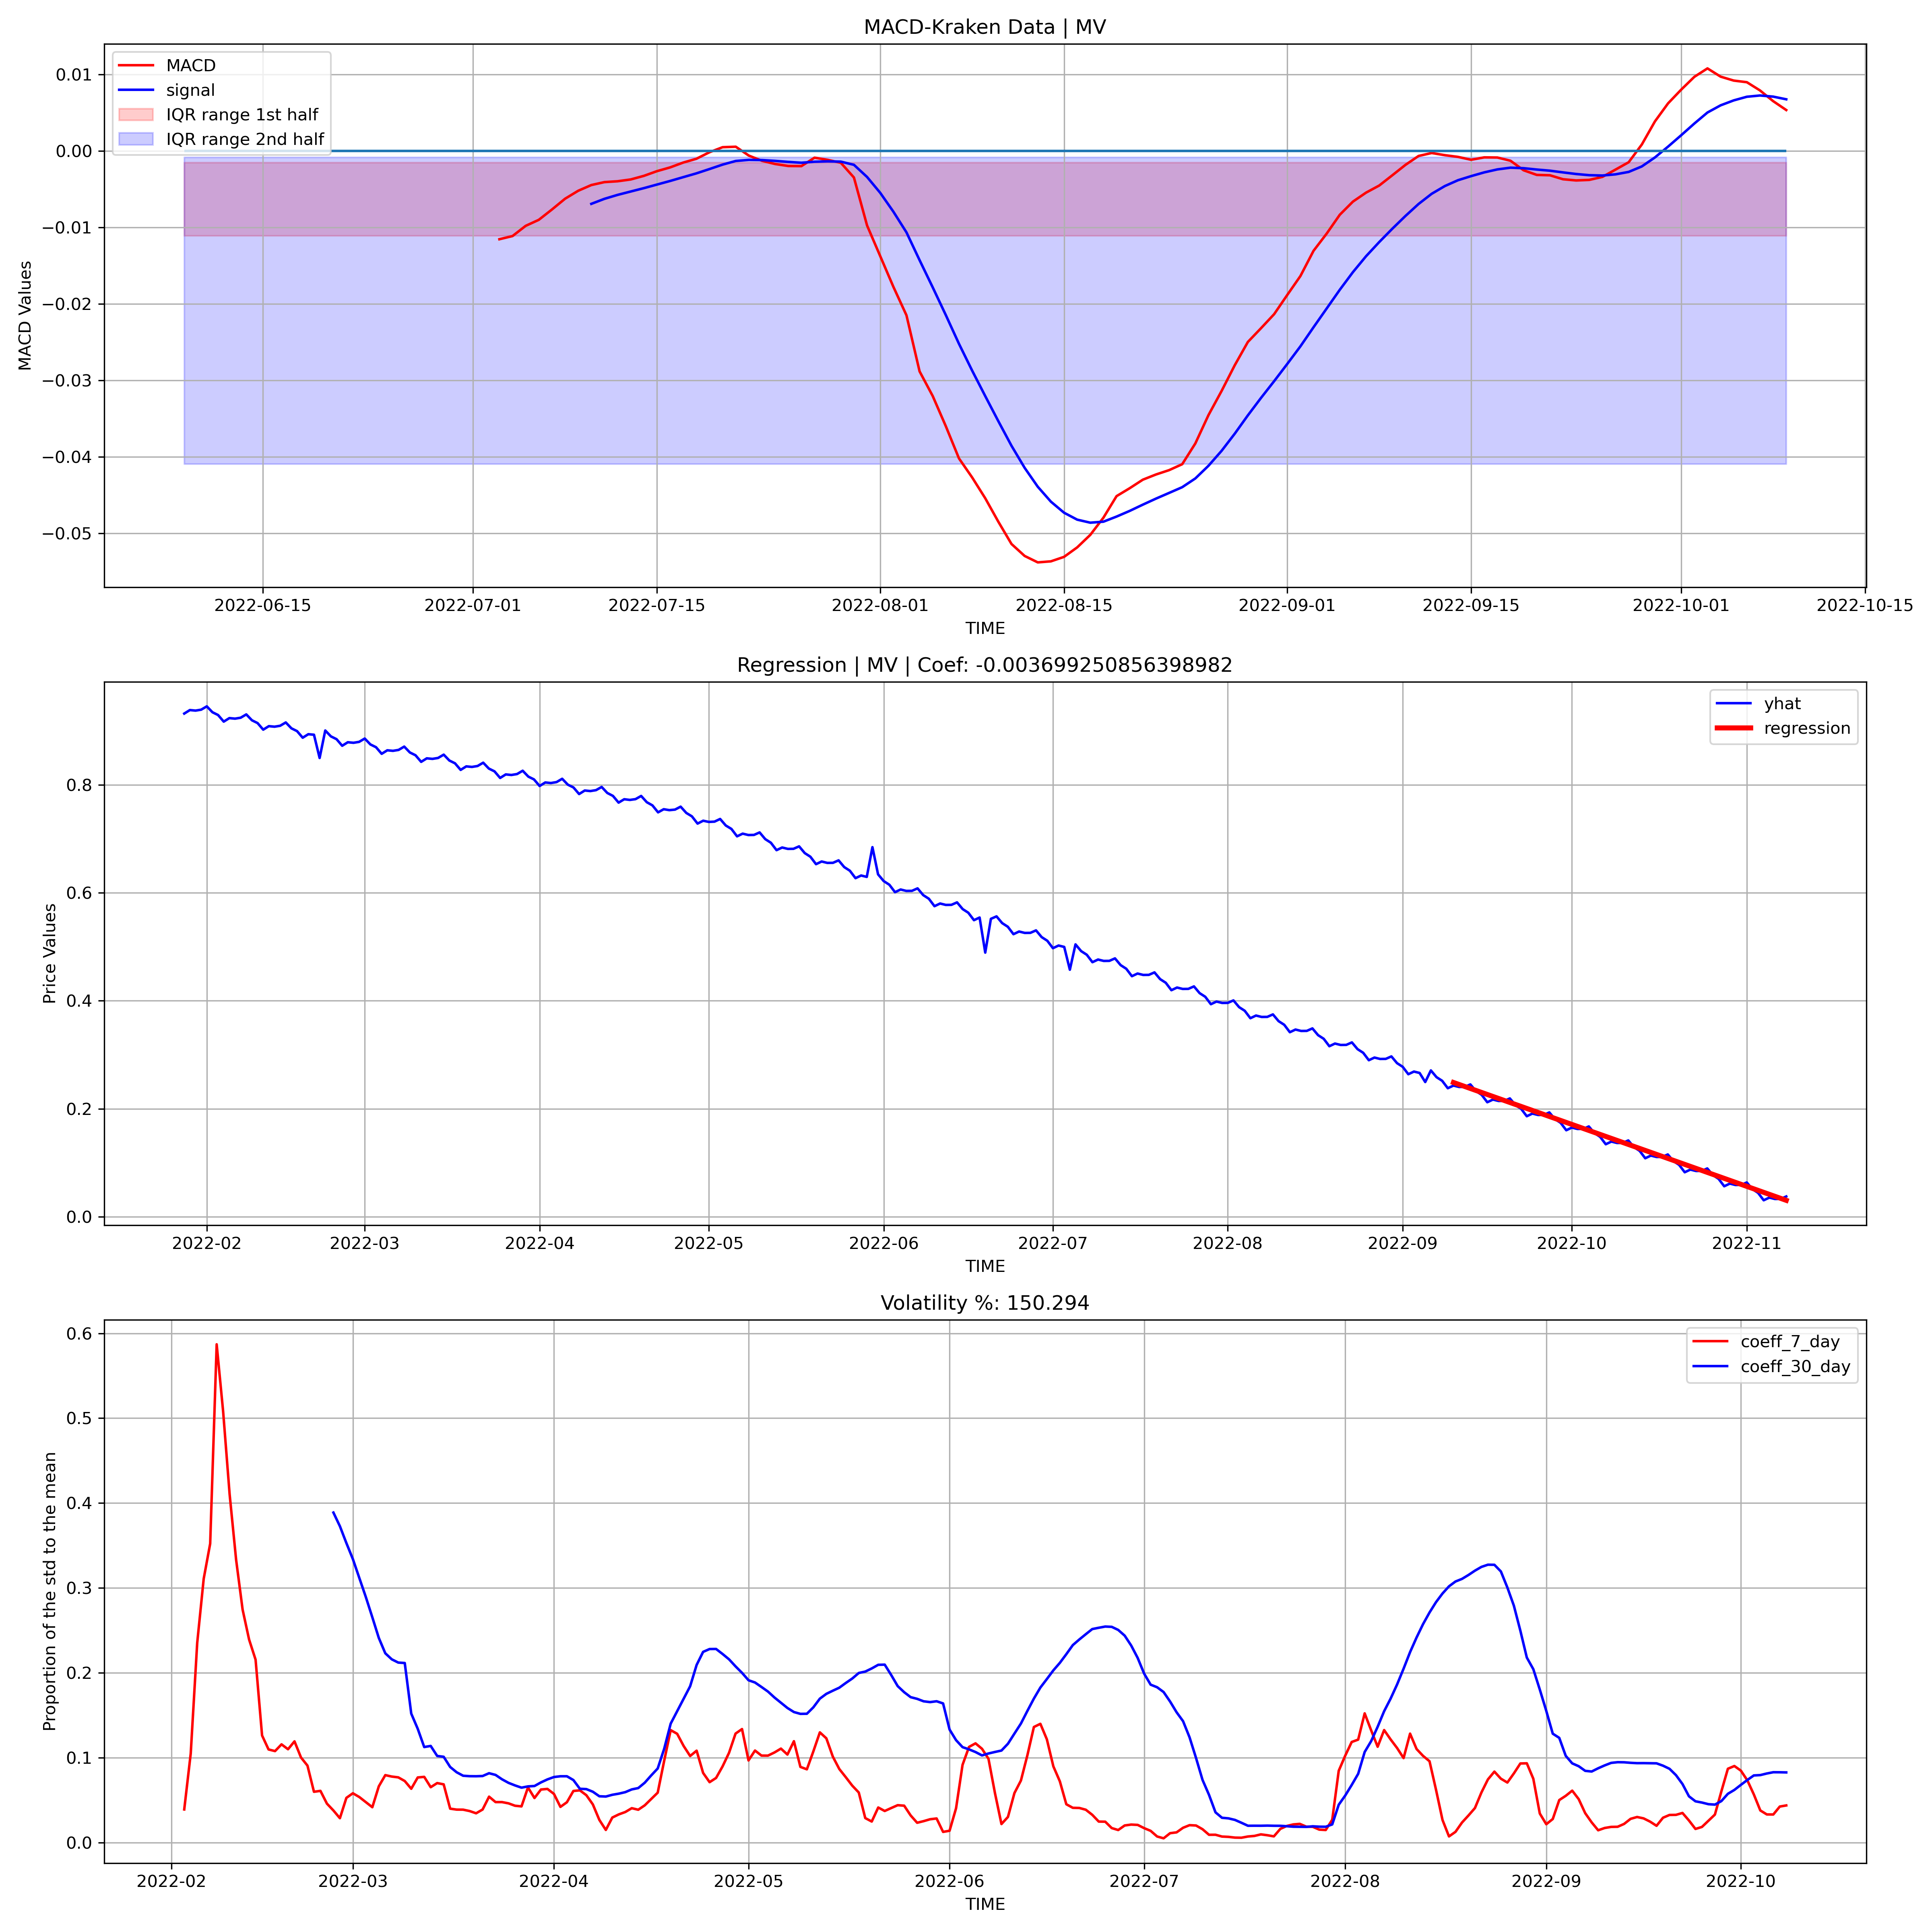 MACD-Kraken Data | MV
MACD
signal
IQR range 1st half
IQR range 2nd half
0.01
0.00
−0.01
−0.02
−0.03
−0.04
−0.05
MACD Values
2022-06-15 2022-07-01 2022-07-15 2022-08-01 2022-08-15 2022-09-01 2022-09-15 2022-10-01 2022-10-15
TIME
Regression | MV | Coef: -0.003699250856398982
yhat
regression
0.8
0.6
0.4
0.2
0.0
Price Values
2022-02 2022-03 2022-04 2022-05 2022-06 2022-07 2022-08 2022-09 2022-10 2022-11
TIME
Volatility %: 150.294
coeff_7_day
coeff_30_day
0.6
0.5
0.4
0.3
0.2
0.1
0.0
Proportion of the std to the mean
2022-02 2022-03 2022-04 2022-05 2022-06 2022-07 2022-08 2022-09 2022-10
TIME